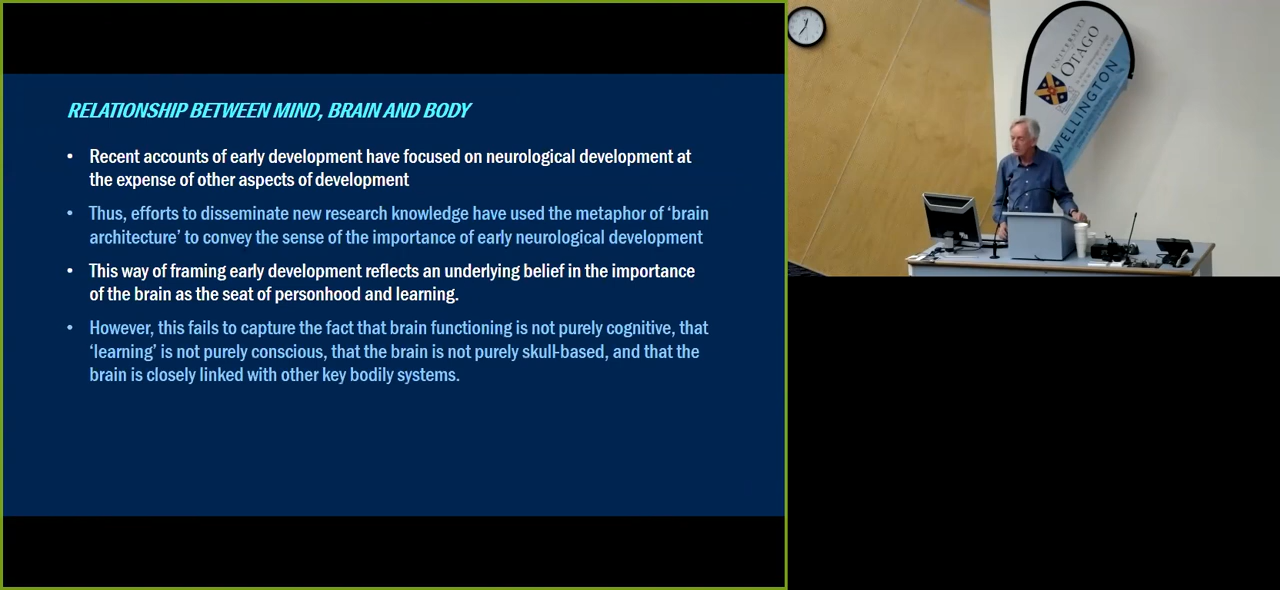 RELATIONSHIP BETWEEN MIND, BRAIN AND BODY
• Recent accounts of early development have focused on neurological development at
the expense of other aspects of development
• Thus, efforts to disseminate new research knowledge have used the metaphor of ‘brain
architecture’ to convey the sense of the importance of early neurological development
• This way of framing early development reflects an underlying belief in the importance
of the brain as the seat of personhood and learning.
• However, this fails to capture the fact that brain functioning is not purely cognitive, that
‘learning’ is not purely conscious, that the brain is not purely skull-based, and that the
brain is closely linked with other key bodily systems.
UNIVERSITY
OTAGO
WELLINGTON